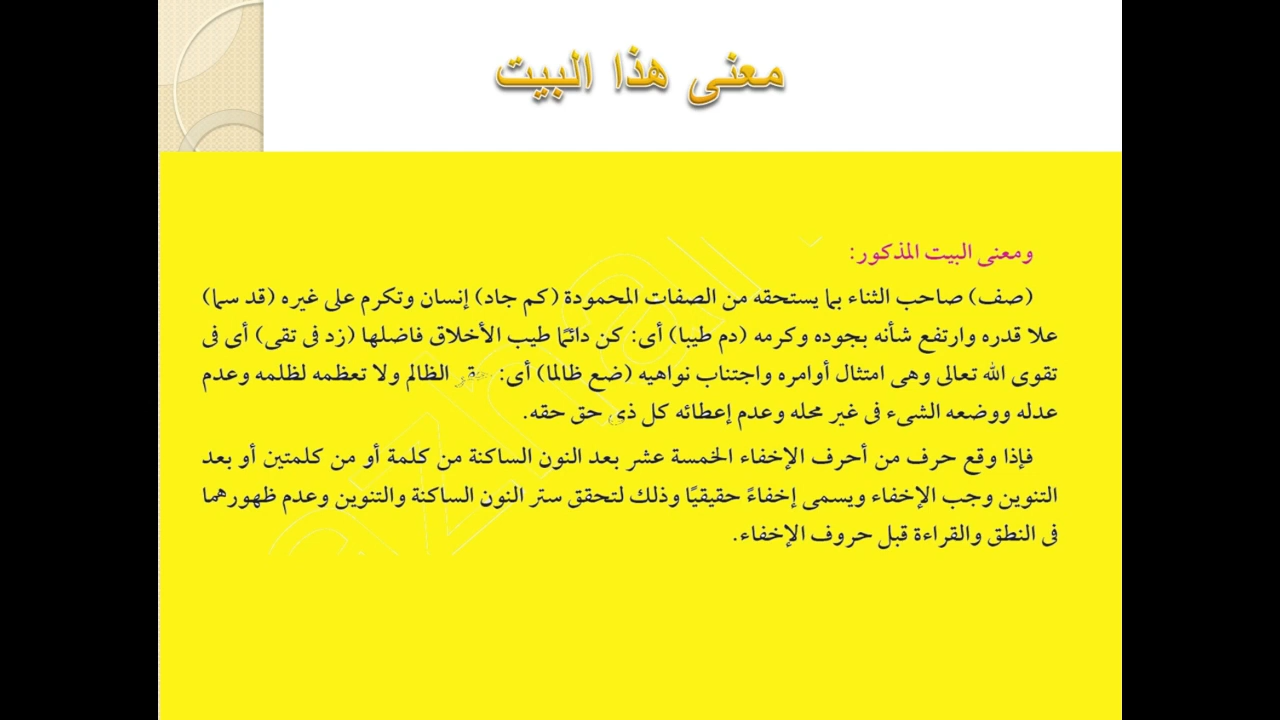 معنى هذا البيت
ومعنى البيت المذكور:
(صف) صاحب الثناء بما يستحقه من الصفات المحمودة (كم جاد) إنسان وتكرم على غيره (قد سما)
علا قدره وارتفع شأنه بجوده وكرمه (دم طيبا) أى: كن دائمًا طيب الأخلاق فاضلها (زد فى تقى) أى فى
تقوى الله تعالى وهى امتثال أوامره واجتناب نواهيه (ضع ظالما) أى: الظالم ولا تعظمه لظلمه وعدم
عدله ووضعه الشىء فى غير محله وعدم إعطائه كل ذي حق حقه.
فإذا وقع حرف من أحرف الإخفاء الخمسة عشر بعد النون الساكنة من كلمة أو من كلمتين أو بعد
التنوين وجب الإخفاء ويسمى إخفاءً حقيقيًا وذلك لتحقق ستر النون الساكنة والتنوين وعدم ظهورهما
فى النطق والقراءة قبل حروف الإخفاء.